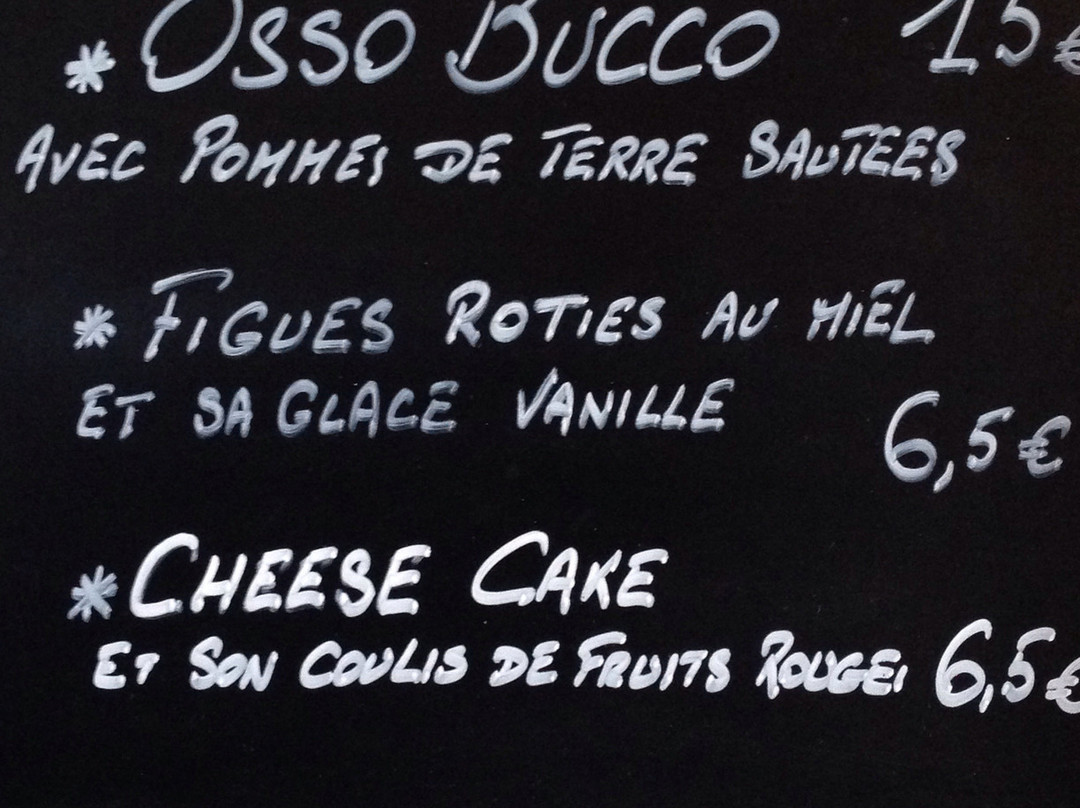 * OSSO BUCCO 15€
AVEC POMMES DE TERRE SAUTEES
* FIGUES ROTIES AU MIEL
ET SA GLACE VANILLE
6,5€
* CHEESE CAKE
ET SON COULIS DE FRUITS ROUGES 6,5€